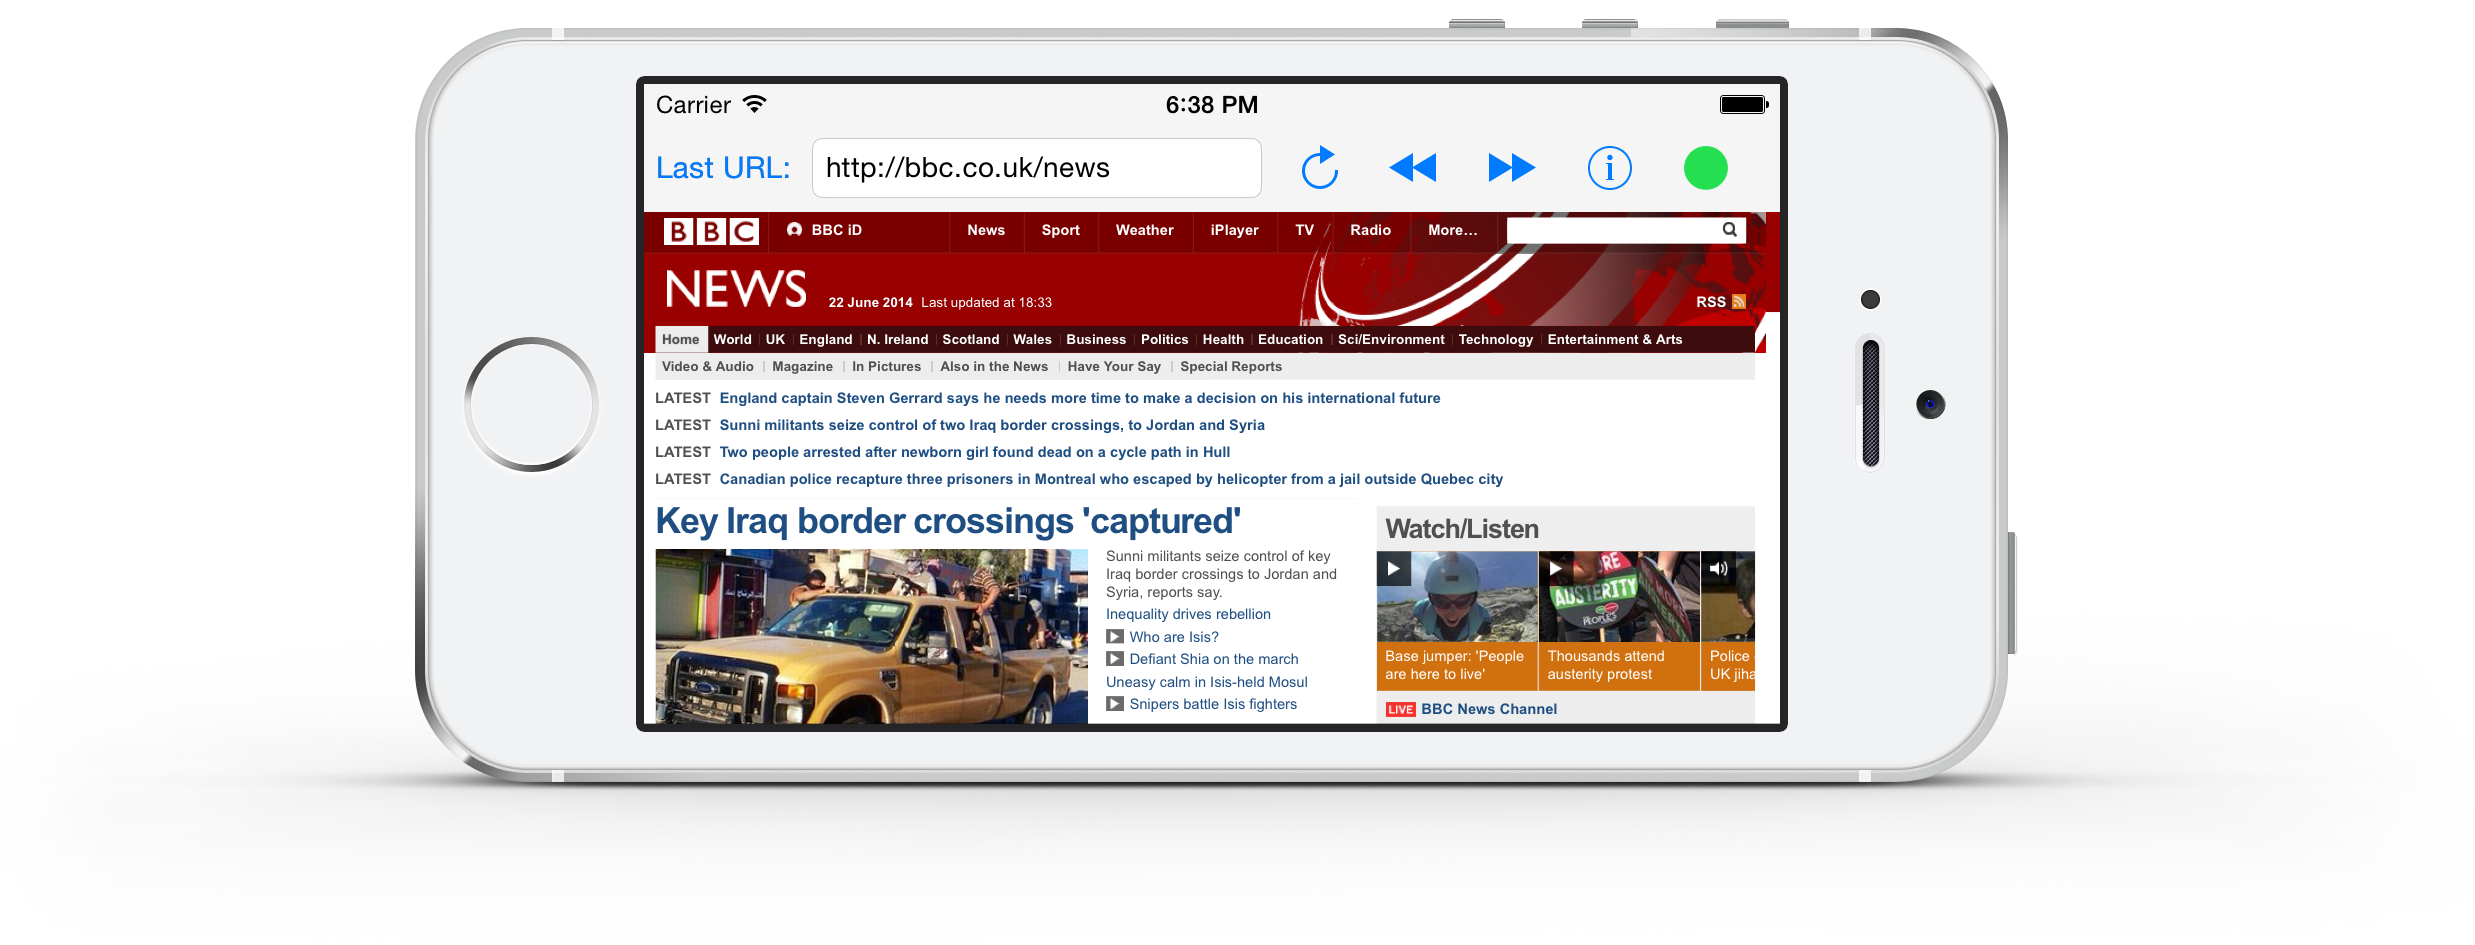 Carrier 6:38 PM
Last URL: http://bbc.co.uk/news
BBC BBC iD News Sport Weather iPlayer TV Radio More...
NEWS 22 June 2014 Last updated at 18:33 RSS
Home World UK England N. Ireland Scotland Wales Business Politics Health Education Sci/Environment Technology Entertainment & Arts
Video & Audio Magazine In Pictures Also in the News Have Your Say Special Reports
LATEST England captain Steven Gerrard says he needs more time to make a decision on his international future
LATEST Sunni militants seize control of two Iraq border crossings, to Jordan and Syria
LATEST Two people arrested after newborn girl found dead on a cycle path in Hull
LATEST Canadian police recapture three prisoners in Montreal who escaped by helicopter from a jail outside Quebec city
Key Iraq border crossings 'captured'
Sunni militants seize control of key
Iraq border crossings to Jordan and
Syria, reports say.
Inequality drives rebellion
Who are Isis?
Defiant Shia on the march
Uneasy calm in Isis-held Mosul
Snipers battle Isis fighters
Watch/Listen
AUSTERITY
PEOPLE'S
Base jumper: 'People
are here to live'
Thousands attend
austerity protest
Police
UK jiha
LIVE BBC News Channel